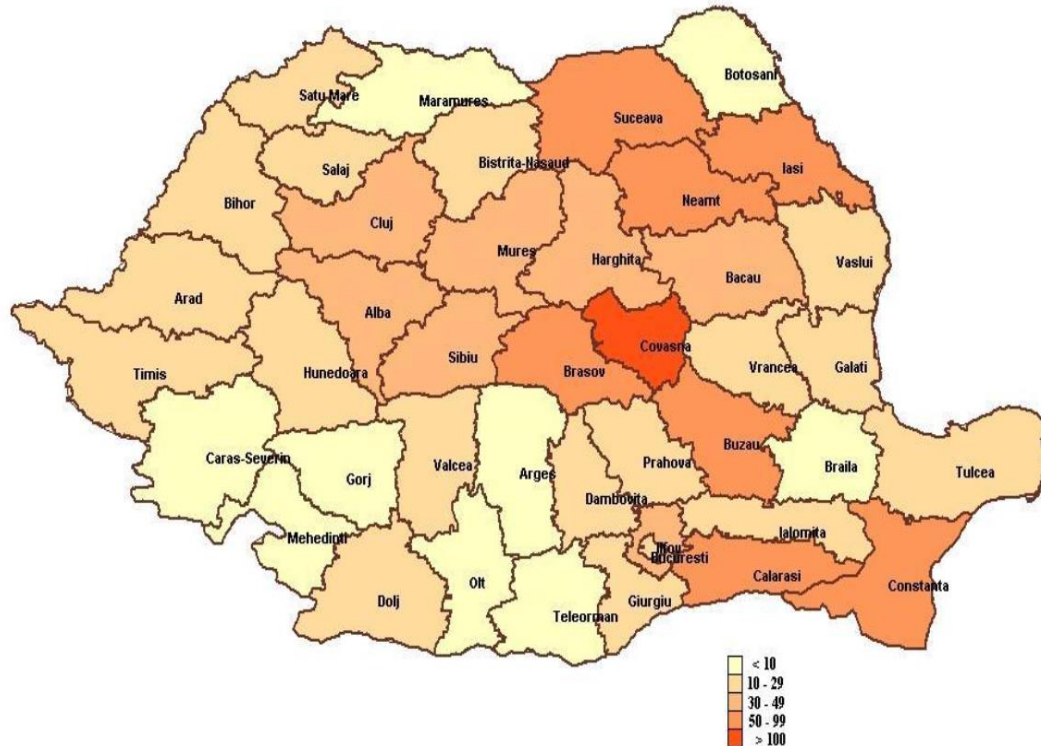 Botosani
Satu Mare
Maramures
Suceava
Salaj
Bistrita-Nasaud
Iasi
Bihor
Cluj
Neamt
Mures
Harghita
Bacau
Vaslui
Arad
Alba
Timis
Hunedoara
Sibiu
Brasov
Covasna
Vrancea
Galati
Caras-Severin
Gorj
Valcea
Arges
Prahova
Buzau
Braila
Tulcea
Dambovita
Mehedinti
Ilfov
Bucuresti
Ialomita
Olt
Calarasi
Constanta
Dolj
Teleorman
Giurgiu
< 10
10 - 29
30 - 49
50 - 99
> 100